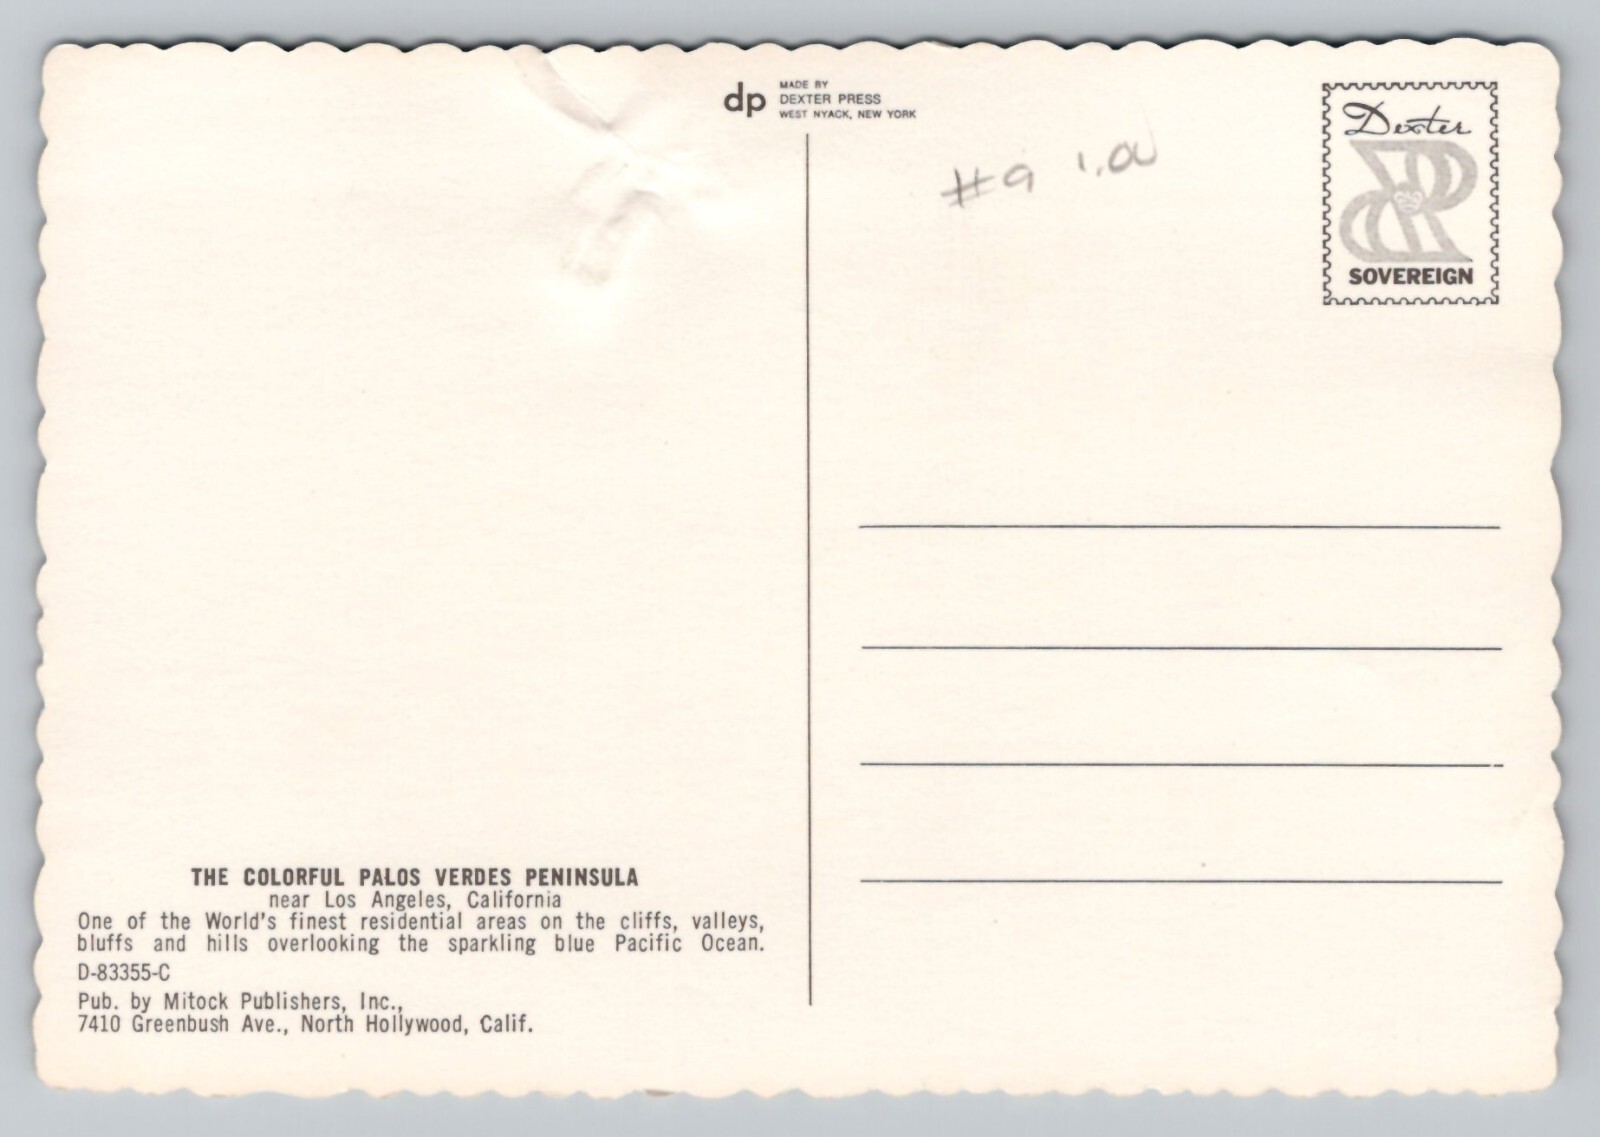 dp
MADE BY
DEXTER PRESS
WEST NYACK, NEW YORK
#9
Dexter
SOVEREIGN
THE COLORFUL PALOS VERDES PENINSULA
near Los Angeles, California
One of the World's finest residential areas on the cliffs, valleys,
bluffs and hills overlooking the sparkling blue Pacific Ocean.
D-83355-C
Pub. by Mitock Publishers, Inc.,
7410 Greenbush Ave., North Hollywood, Calif.